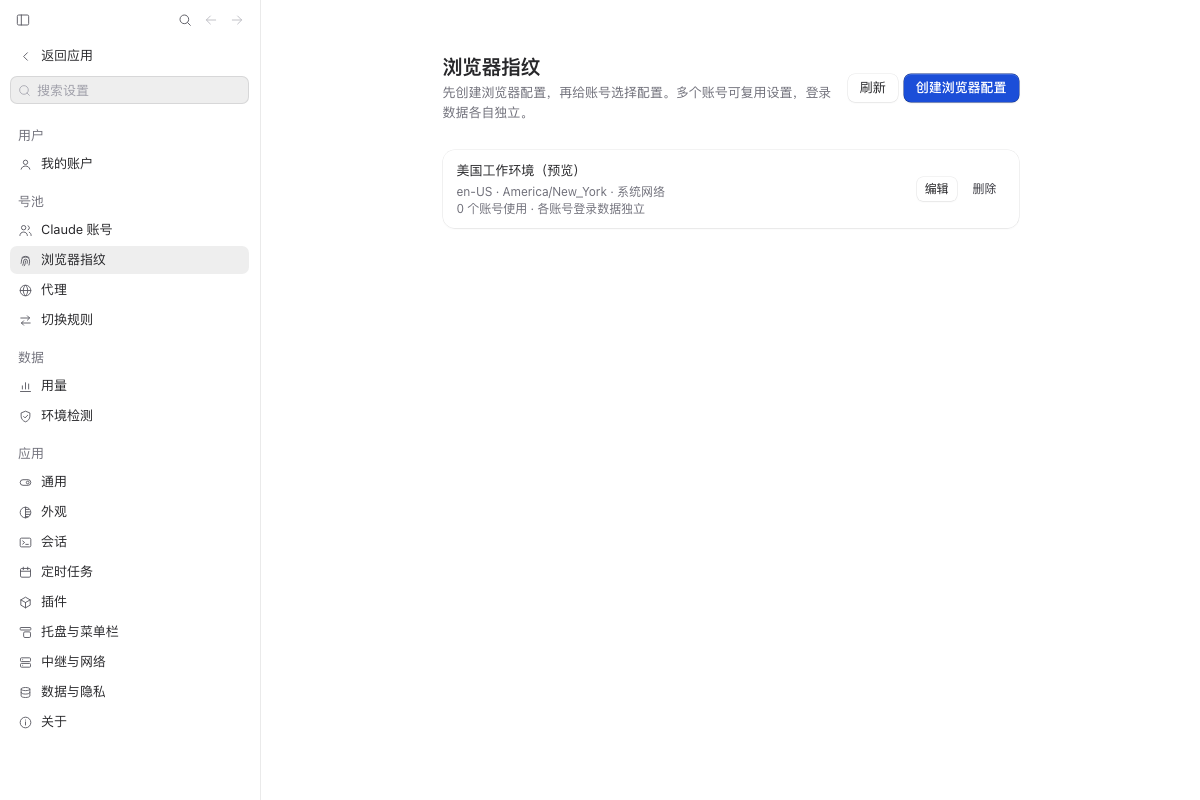 返回应用
搜索设置
用户
我的账户
号池
Claude 账号
浏览器指纹
代理
切换规则
数据
用量
环境检测
应用
通用
外观
会话
定时任务
插件
托盘与菜单栏
中继与网络
数据与隐私
关于
浏览器指纹
先创建浏览器配置，再给账号选择配置。多个账号可复用设置，登录
数据各自独立。
刷新
创建浏览器配置
美国工作环境（预览）
en-US · America/New_York · 系统网络
0 个账号使用 · 各账号登录数据独立
编辑
删除